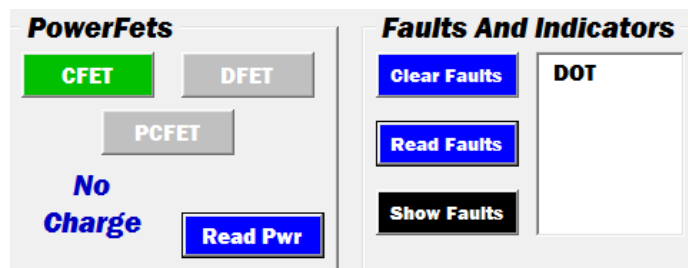 PowerFets
CFET
DFET
PCFET
No
Charge
Read Pwr
Faults And Indicators
Clear Faults
DOT
Read Faults
Show Faults